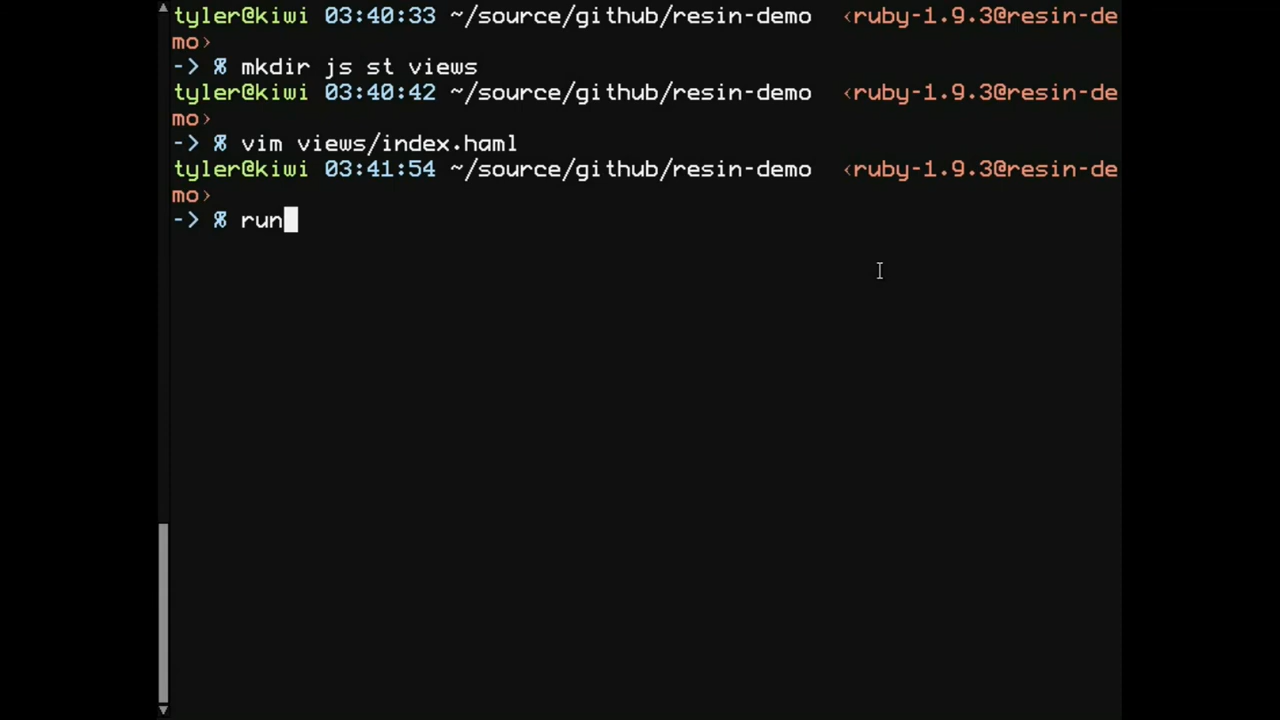 tyler@kiwi 03:40:33 ~/source/github/resin-demo  ‹ruby-1.9.3@resin-de
mo›
-> % mkdir js st views
tyler@kiwi 03:40:42 ~/source/github/resin-demo  ‹ruby-1.9.3@resin-de
mo›
-> % vim views/index.haml
tyler@kiwi 03:41:54 ~/source/github/resin-demo  ‹ruby-1.9.3@resin-de
mo›
-> % run